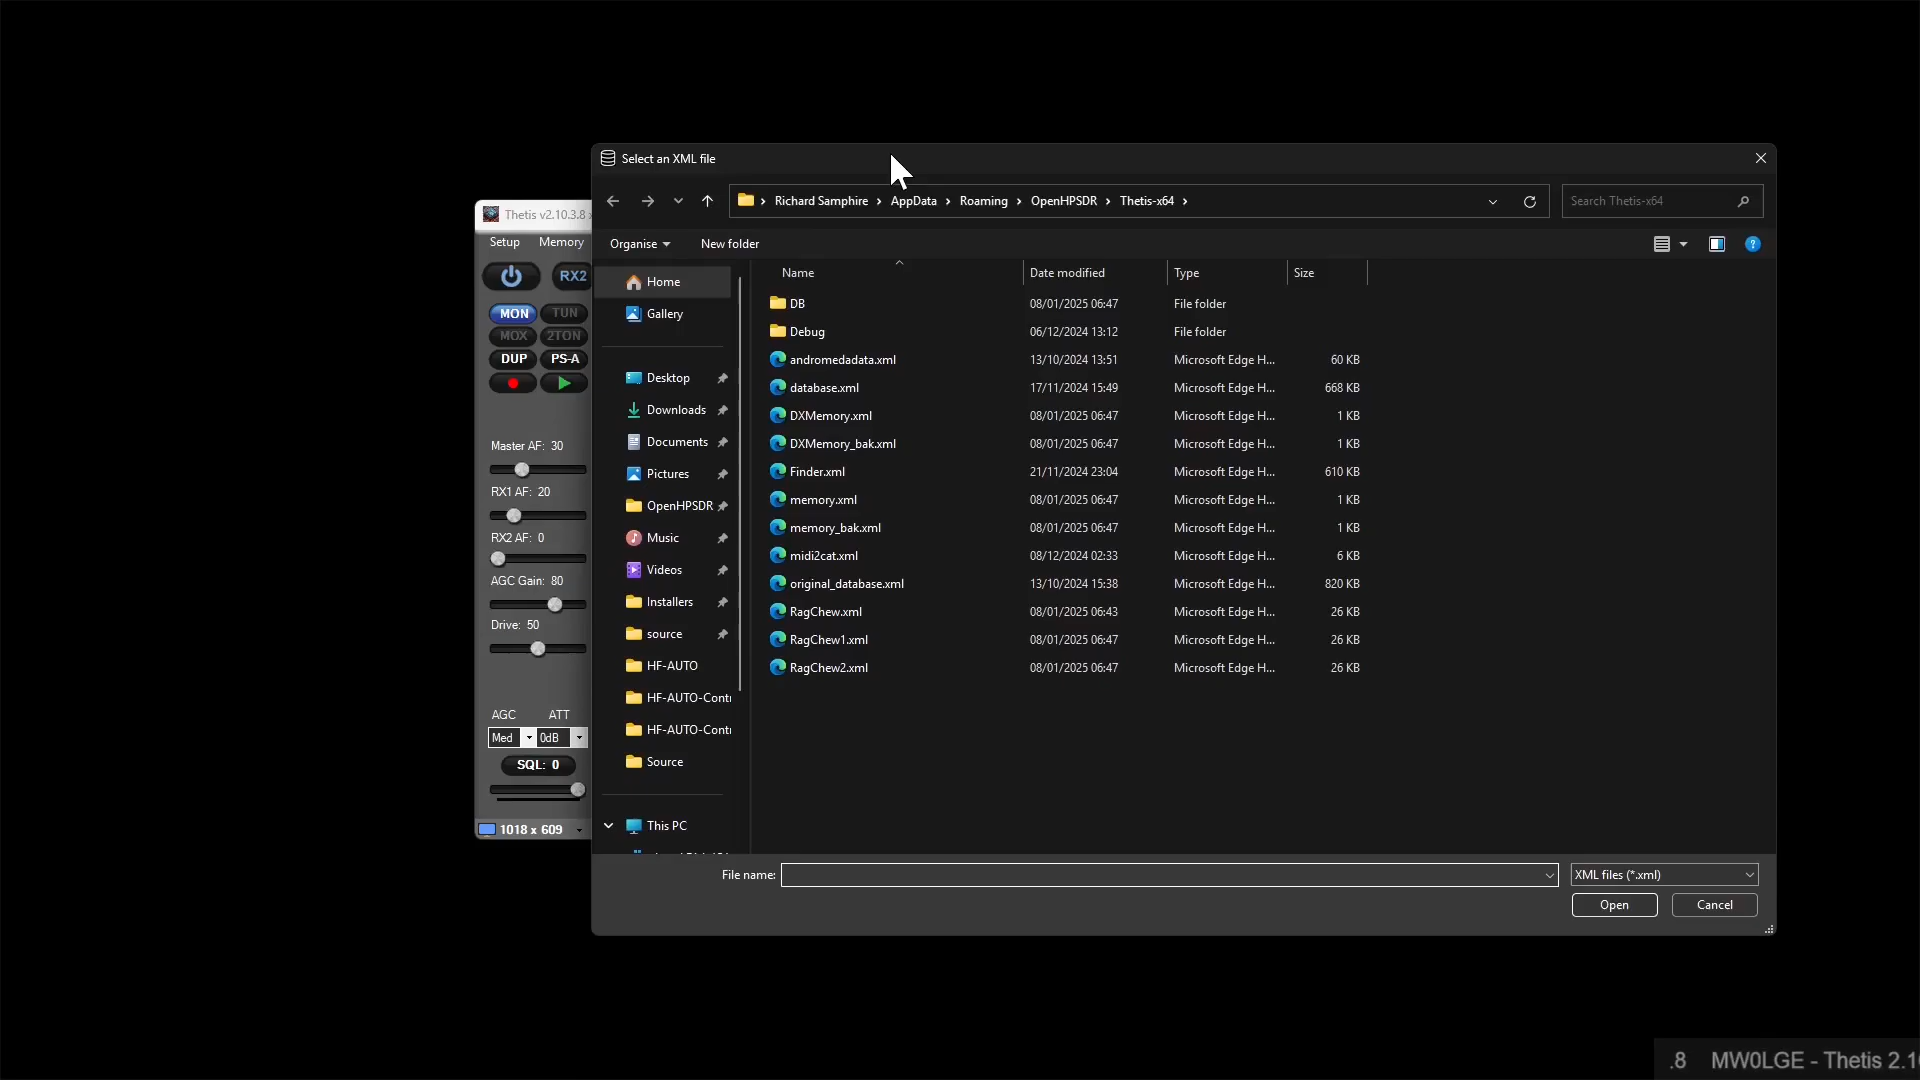 Select an XML file
Richard Samphire AppData Roaming OpenHPSDR Thetis-x64
Search Thetis-x64
Thetis v2.10.3.8
Setup Memory
Organise New folder
Name Date modified Type Size
RX2
MON TUN
MOX 2TON
DUP PS-A
Master AF: 30
RX1 AF: 20
RX2 AF: 0
AGC Gain: 80
Drive: 50
AGC ATT
Med 0dB
SQL: 0
1018 x 609
Home
Gallery
Desktop
Downloads
Documents
Pictures
OpenHPSDR
Music
Videos
Installers
source
HF-AUTO
HF-AUTO-Cont
HF-AUTO-Cont
Source
This PC
DB 08/01/2025 06:47 File folder
Debug 06/12/2024 13:12 File folder
andromedadata.xml 13/10/2024 13:51 Microsoft Edge H... 60 KB
database.xml 17/11/2024 15:49 Microsoft Edge H... 668 KB
DXMemory.xml 08/01/2025 06:47 Microsoft Edge H... 1 KB
DXMemory_bak.xml 08/01/2025 06:47 Microsoft Edge H... 1 KB
Finder.xml 21/11/2024 23:04 Microsoft Edge H... 610 KB
memory.xml 08/01/2025 06:47 Microsoft Edge H... 1 KB
memory_bak.xml 08/01/2025 06:47 Microsoft Edge H... 1 KB
midi2cat.xml 08/12/2024 02:33 Microsoft Edge H... 6 KB
original_database.xml 13/10/2024 15:38 Microsoft Edge H... 820 KB
RagChew.xml 08/01/2025 06:43 Microsoft Edge H... 26 KB
RagChew1.xml 08/01/2025 06:47 Microsoft Edge H... 26 KB
RagChew2.xml 08/01/2025 06:47 Microsoft Edge H... 26 KB
File name: XML files (*.xml)
Open Cancel
.8 MW0LGE - Thetis 2.1